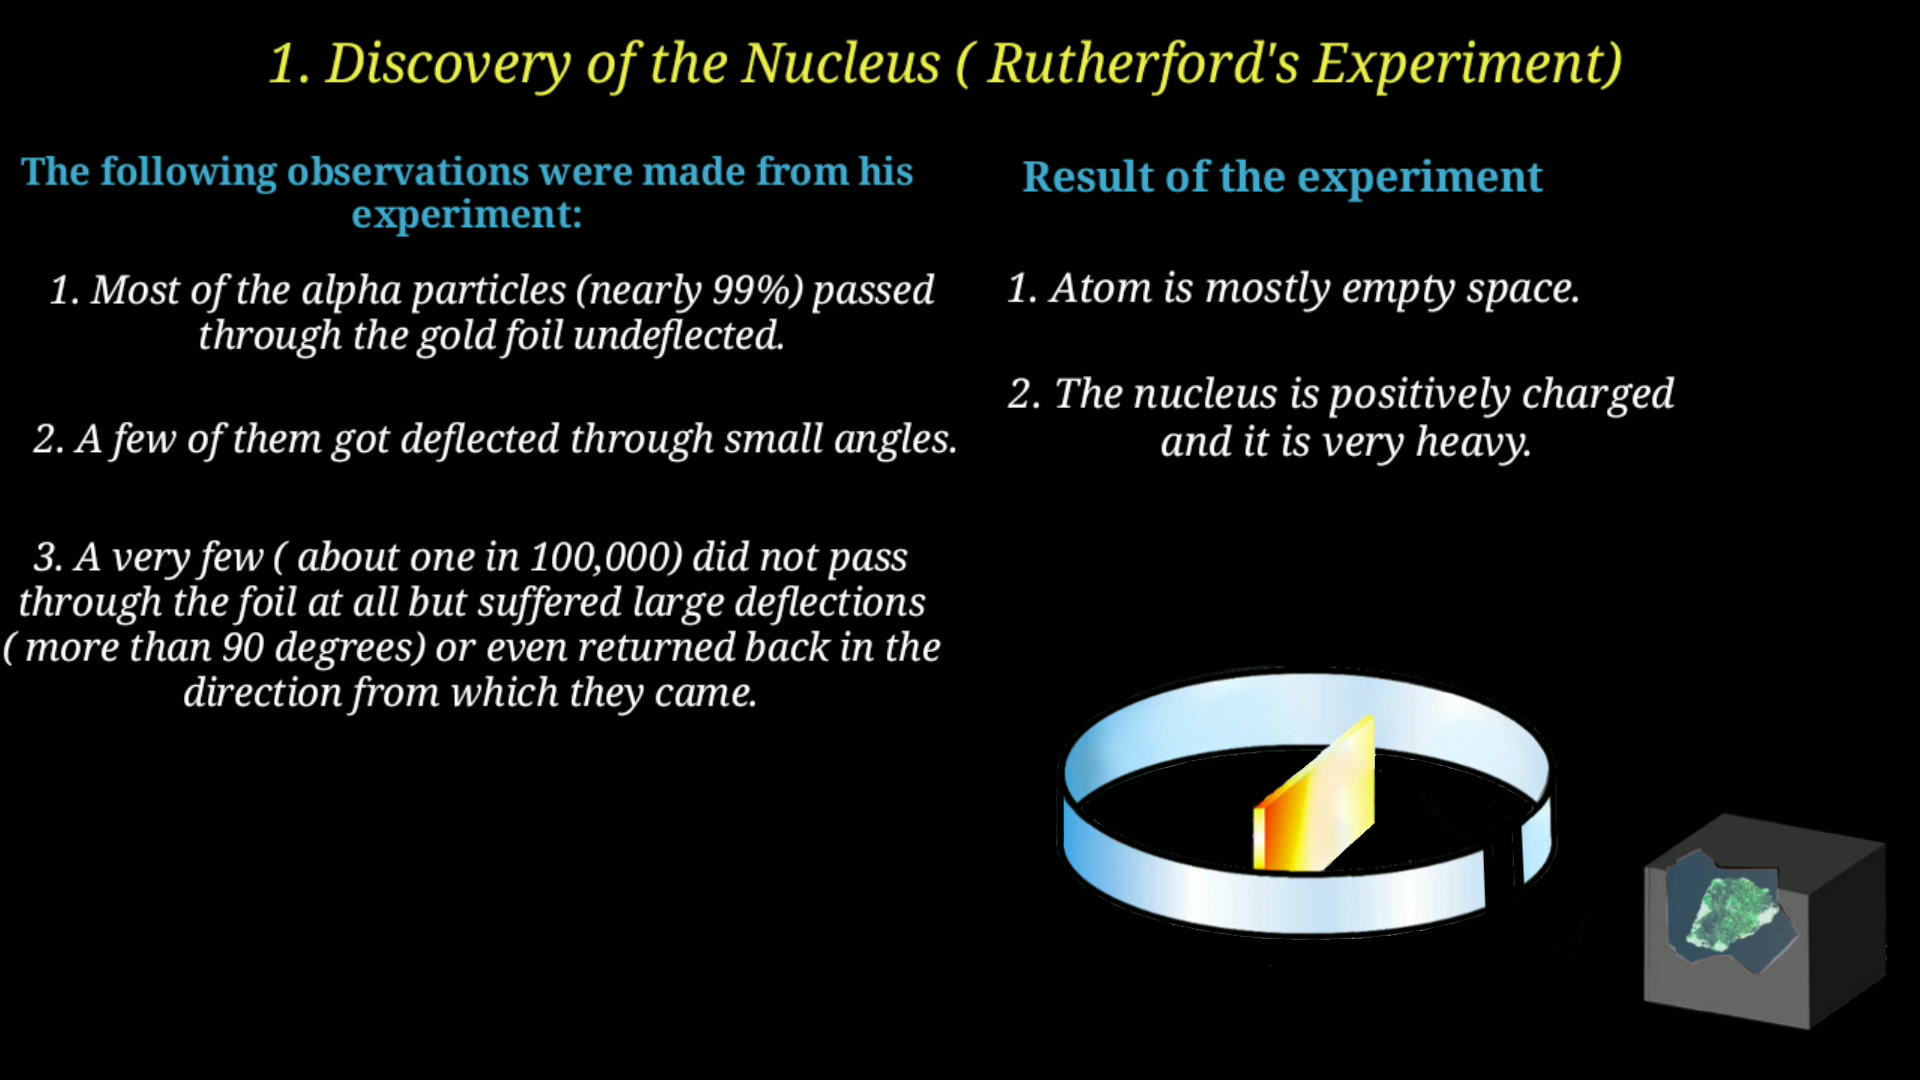 1. Discovery of the Nucleus ( Rutherford's Experiment)
The following observations were made from his
experiment:
1. Most of the alpha particles (nearly 99%) passed
through the gold foil undeflected.
2. A few of them got deflected through small angles.
3. A very few ( about one in 100,000) did not pass
through the foil at all but suffered large deflections
( more than 90 degrees) or even returned back in the
direction from which they came.
Result of the experiment
1. Atom is mostly empty space.
2. The nucleus is positively charged
and it is very heavy.